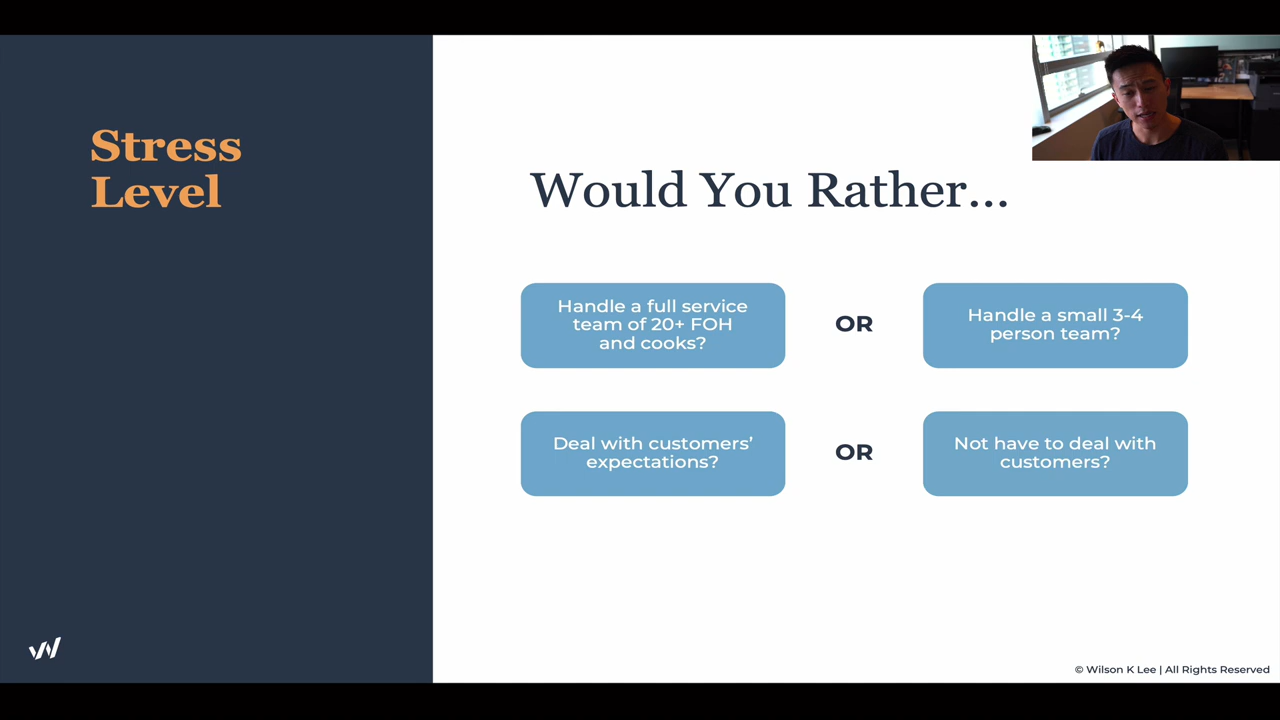 Stress
Level
Would You Rather...
Handle a full service
team of 20+ FOH
and cooks?
OR
Handle a small 3-4
person team?
Deal with customers’
expectations?
OR
Not have to deal with
customers?
© Wilson K Lee | All Rights Reserved